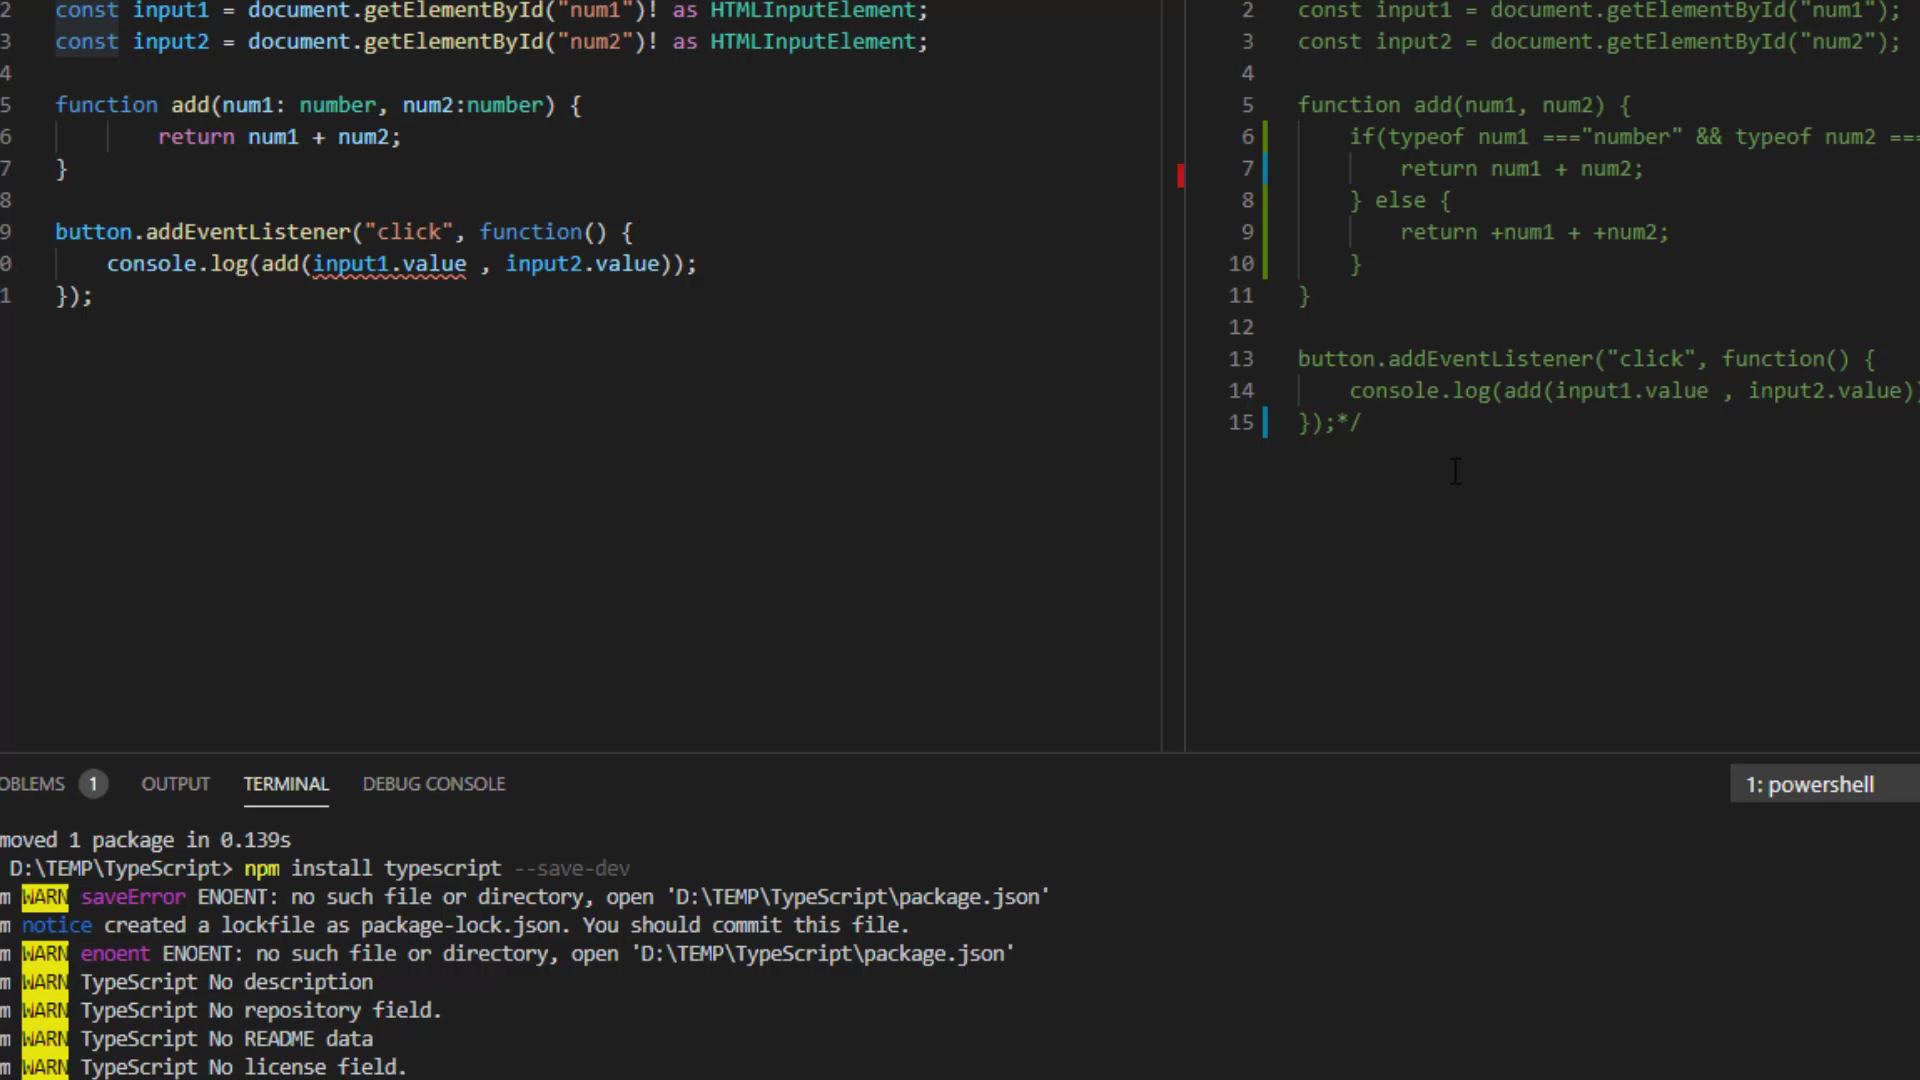 2 const input1 = document.getElementById("num1")! as HTMLInputElement;
3 const input2 = document.getElementById("num2")! as HTMLInputElement;
4
5 function add(num1: number, num2:number) {
6 return num1 + num2;
7 }
8
9 button.addEventListener("click", function() {
0 console.log(add(input1.value , input2.value));
1 });
2 const input1 = document.getElementById("num1");
3 const input2 = document.getElementById("num2");
4
5 function add(num1, num2) {
6 if(typeof num1 ==="number" && typeof num2 ===
7 return num1 + num2;
8 } else {
9 return +num1 + +num2;
10 }
11 }
12
13 button.addEventListener("click", function() {
14 console.log(add(input1.value , input2.value)
15 });*/
OBLEMS 1 OUTPUT TERMINAL DEBUG CONSOLE 1: powershell
moved 1 package in 0.139s
D:\TEMP\TypeScript> npm install typescript --save-dev
m WARN saveError ENOENT: no such file or directory, open 'D:\TEMP\TypeScript\package.json'
m notice created a lockfile as package-lock.json. You should commit this file.
m WARN enoent ENOENT: no such file or directory, open 'D:\TEMP\TypeScript\package.json'
m WARN TypeScript No description
m WARN TypeScript No repository field.
m WARN TypeScript No README data
m WARN TypeScript No license field.